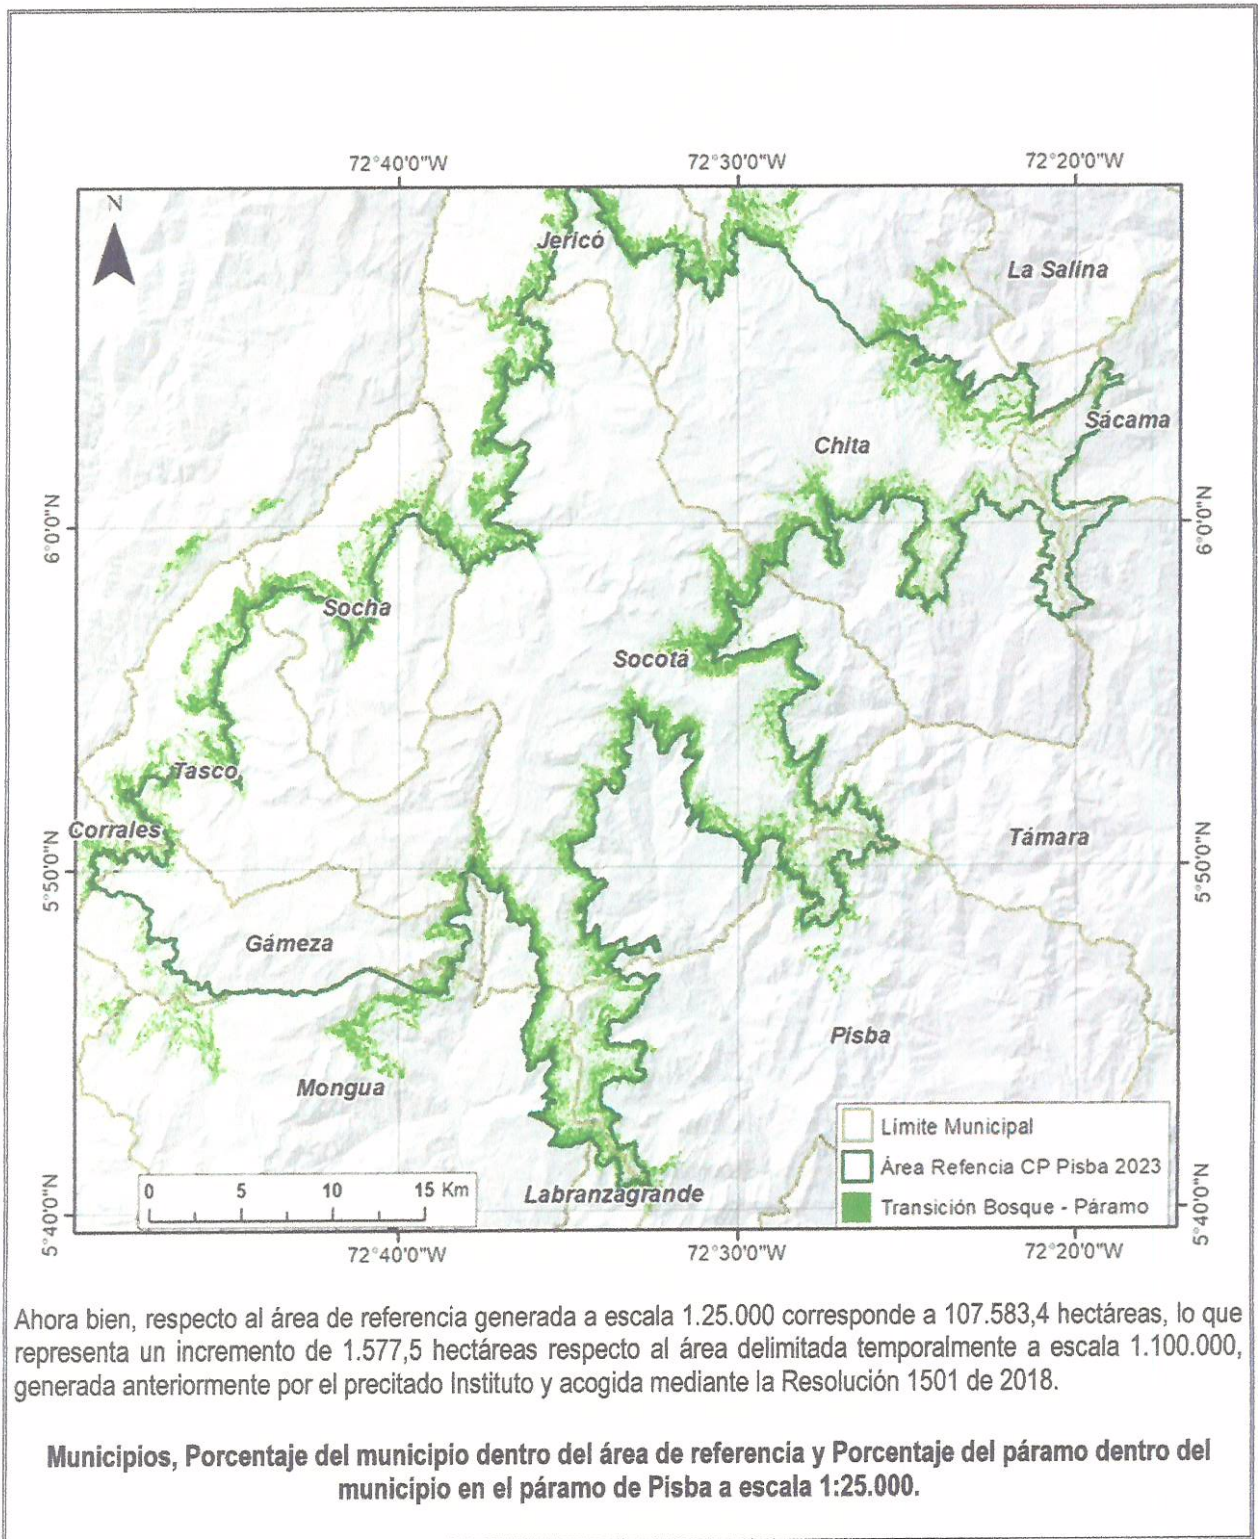 72°40'0"W 72°30'0"W 72°20'0"W
N
Jericó
La Salina
Sácama
Chita
6°0'0"N 6°0'0"N
Socha
Socotá
Tasco
Corrales
Támara
5°50'0"N 5°50'0"N
Gámeza
Pisba
Mongua
Límite Municipal
Área Refencia CP Pisba 2023
Transición Bosque - Páramo
0 5 10 15 Km
Labranzagrande
5°40'0"N 5°40'0"N
72°40'0"W 72°30'0"W 72°20'0"W
Ahora bien, respecto al área de referencia generada a escala 1.25.000 corresponde a 107.583,4 hectáreas, lo que
representa un incremento de 1.577,5 hectáreas respecto al área delimitada temporalmente a escala 1.100.000,
generada anteriormente por el precitado Instituto y acogida mediante la Resolución 1501 de 2018.
Municipios, Porcentaje del municipio dentro del área de referencia y Porcentaje del páramo dentro del
municipio en el páramo de Pisba a escala 1:25.000.